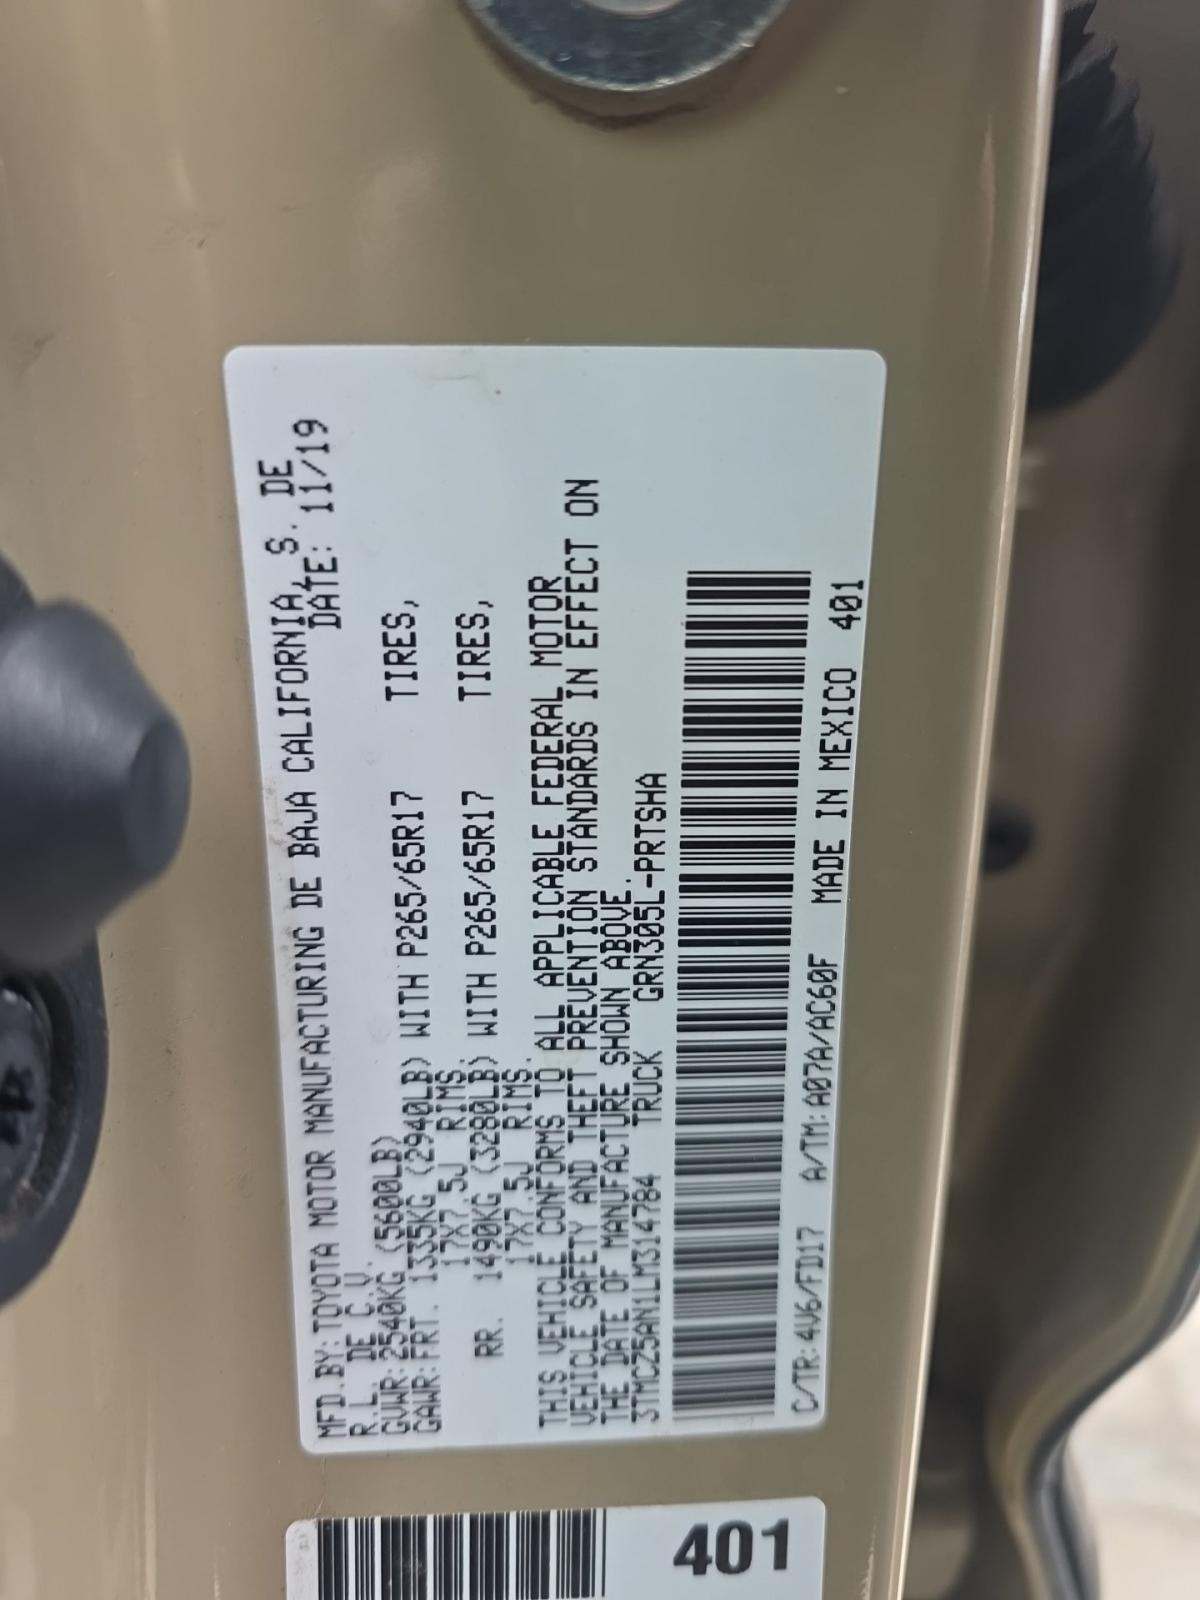 MFD.BY:TOYOTA MOTOR MANUFACTURING DE BAJA CALIFORNIA, S. DE
R.L. DE C.V. DATE: 11/19
GVWR:2540KG (5600LB)
GAWR:FRT. 1335KG (2940LB) WITH P265/65R17 TIRES,
17X7.5J RIMS.
RR. 1490KG (3280LB) WITH P265/65R17 TIRES,
17X7.5J RIMS.
THIS VEHICLE CONFORMS TO ALL APPLICABLE FEDERAL MOTOR
VEHICLE SAFETY AND THEFT PREVENTION STANDARDS IN EFFECT ON
THE DATE OF MANUFACTURE SHOWN ABOVE.
3TMCZ5AN1LM314784 TRUCK GRN305L-PRTSHA
C/TR:4V6/FD17 A/TM:A07A/AC60F MADE IN MEXICO 401
401